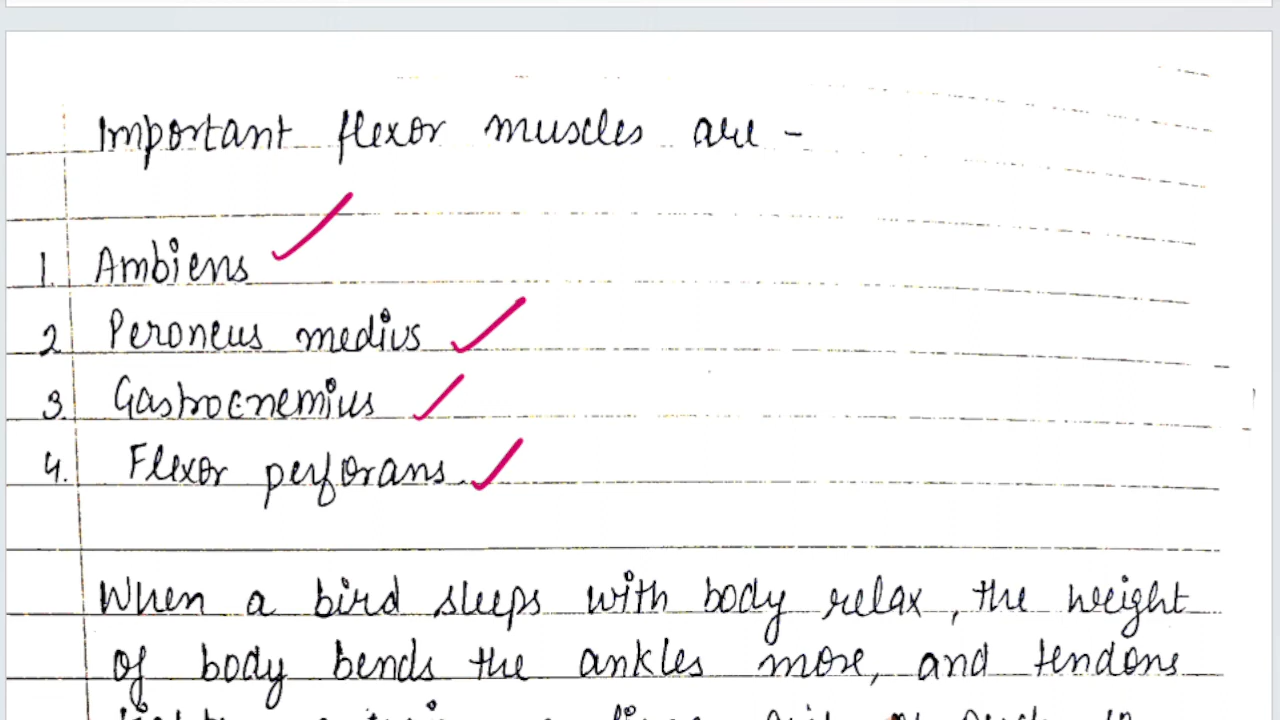 Important flexor muscles are -
1. Ambiens
2 Peroneus medius
3. Gastrocnemius
4. Flexor perforans.
When a bird sleeps with body relax, the weight
of body bends the ankles more, and tendons